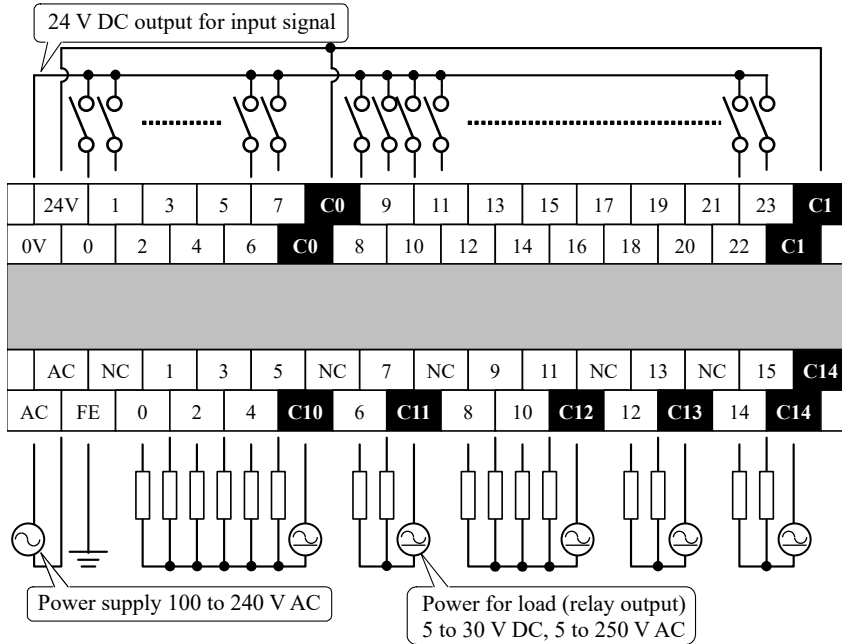 24 V DC output for input signal
24V 1 3 5 7 C0 9 11 13 15 17 19 21 23 C1
0V 0 2 4 6 C0 8 10 12 14 16 18 20 22 C1
AC NC 1 3 5 NC 7 NC 9 11 NC 13 NC 15 C14
AC FE 0 2 4 C10 6 C11 8 10 C12 12 C13 14 C14
Power supply 100 to 240 V AC
Power for load (relay output)
5 to 30 V DC, 5 to 250 V AC